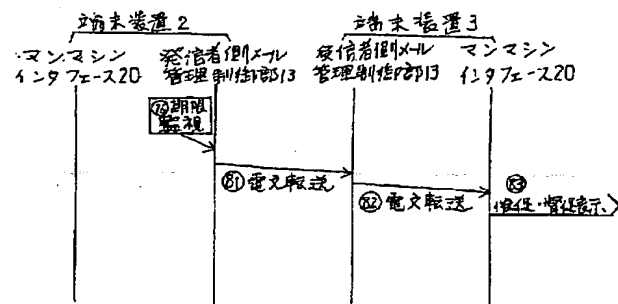 端末装置2
端末装置3
マンマシン
インタフェース20
発信者側メール
管理制御部13
受信者側メール
管理制御部13
マンマシン
インタフェース20
期限
監視
81 電文転送
82 電文転送
83
催促・督促表示